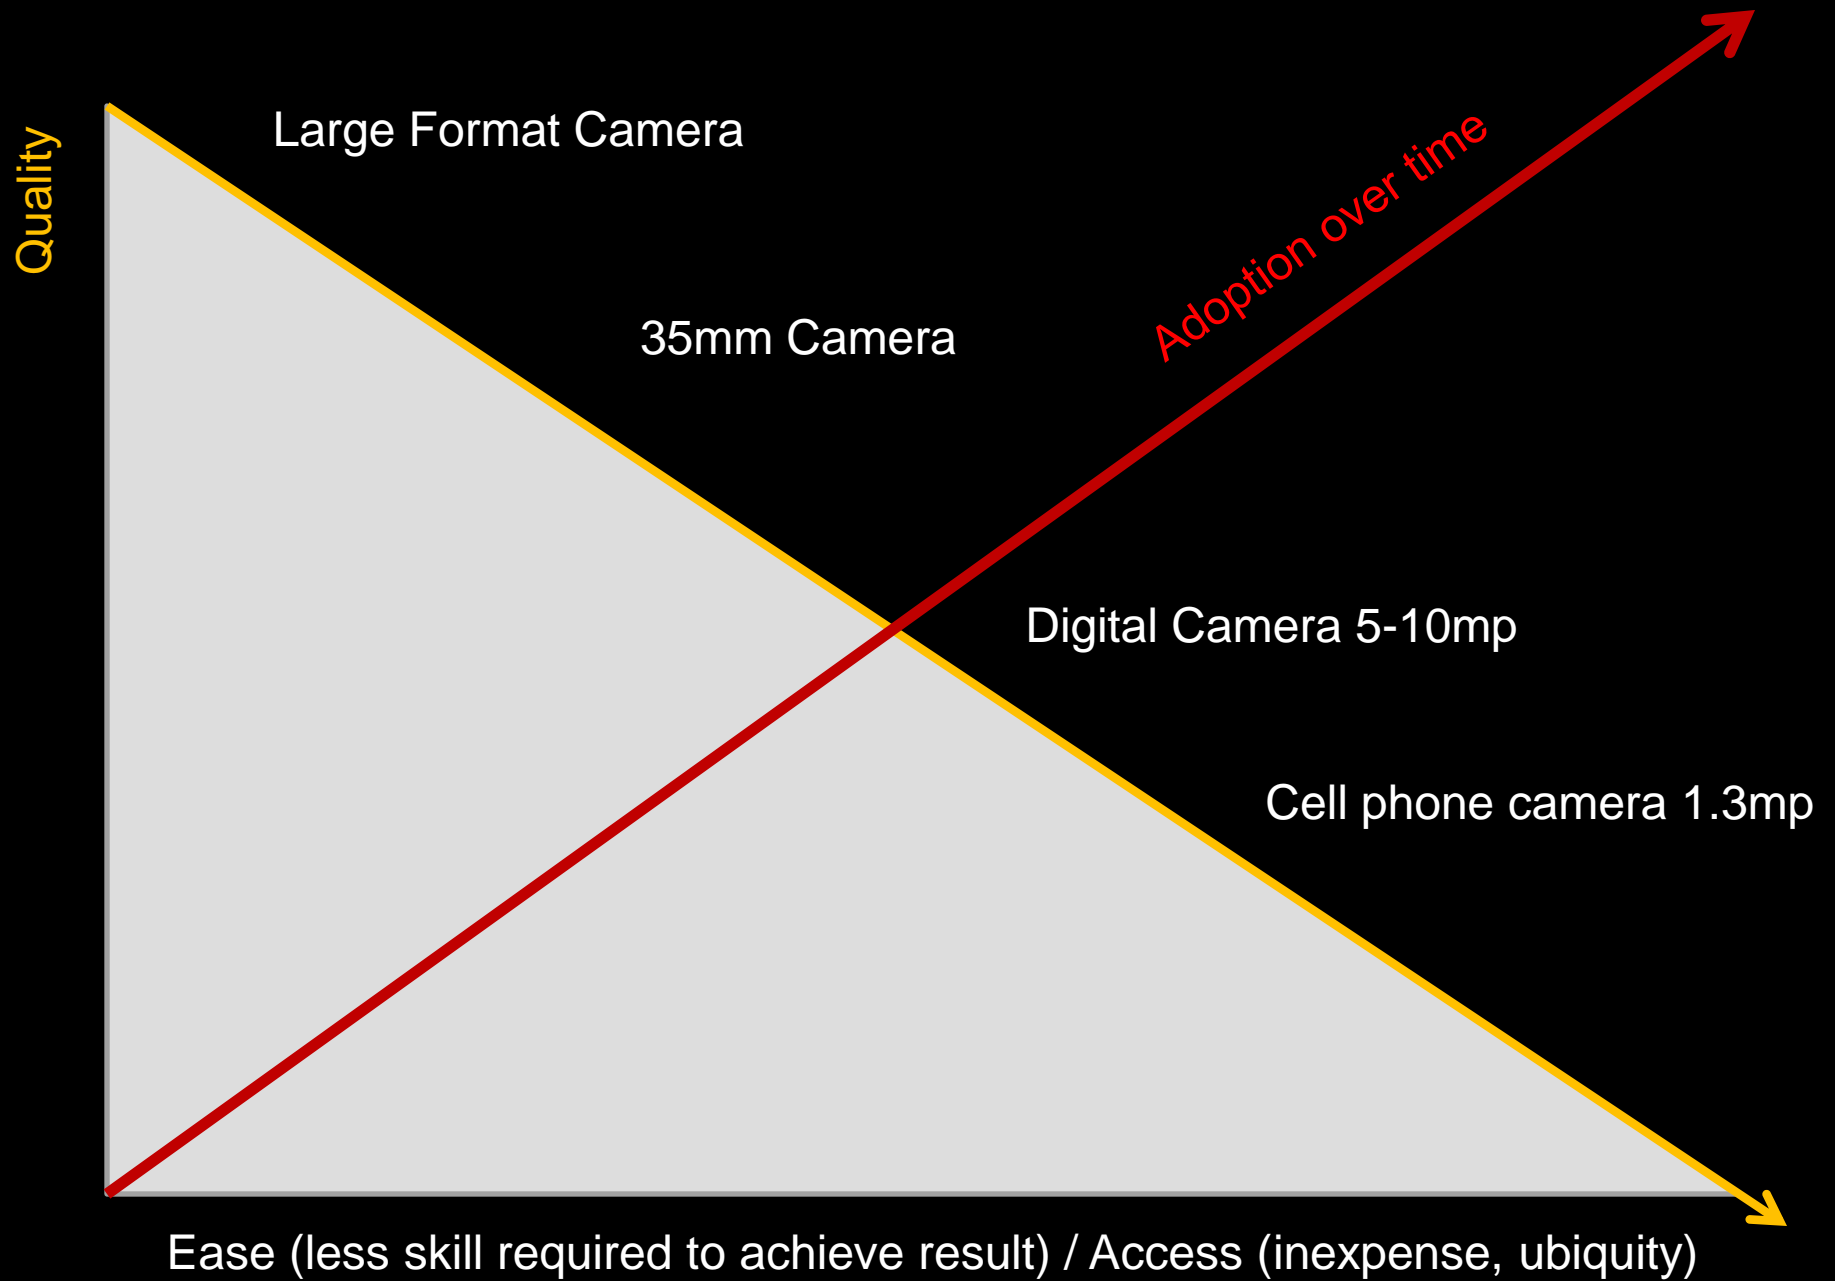 Quality
Large Format Camera
Adoption over time
35mm Camera
Digital Camera 5-10mp
Cell phone camera 1.3mp
Ease (less skill required to achieve result) / Access (inexpense, ubiquity)